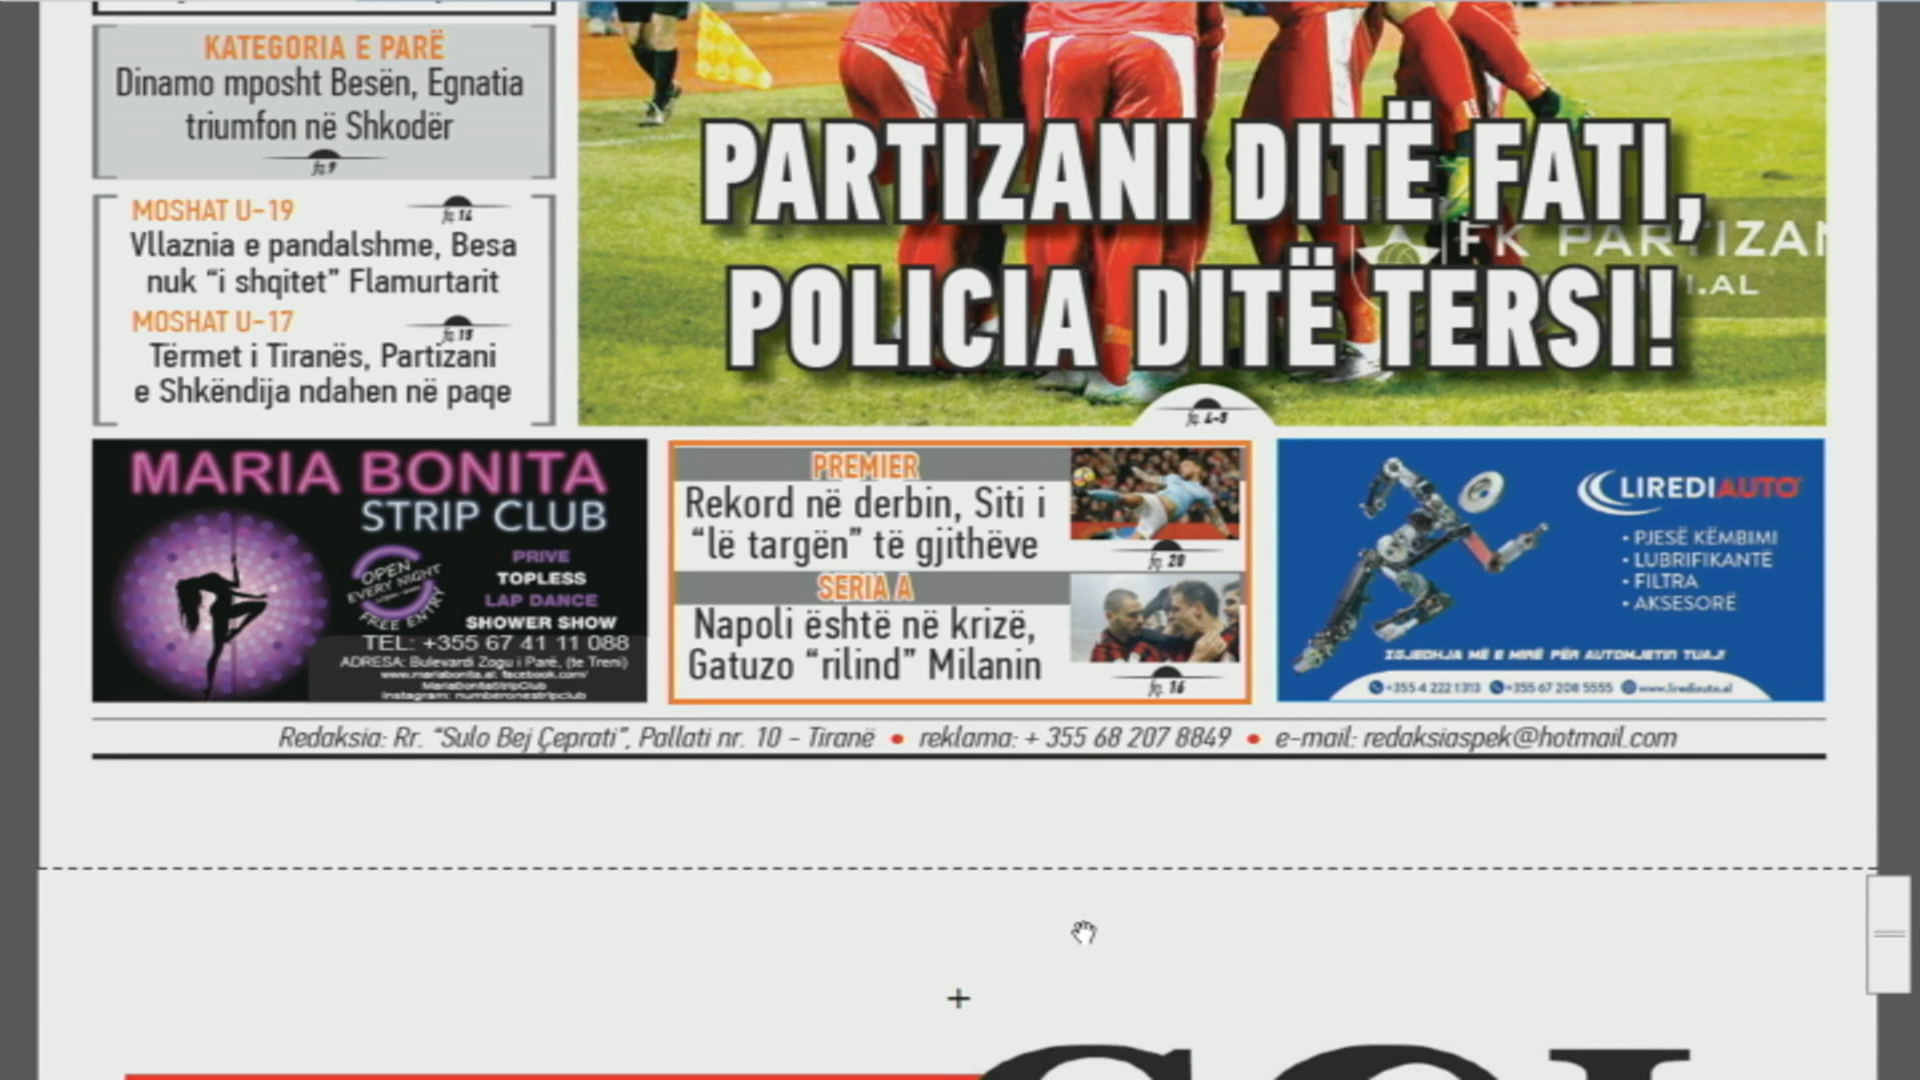 KATEGORIA E PARË
Dinamo mposht Besën, Egnatia
triumfon në Shkodër
fq.9
MOSHAT U-19
fq.14
Vllaznia e pandalshme, Besa
nuk “i shqitet” Flamurtarit
MOSHAT U-17
fq.15
Tërmet i Tiranës, Partizani
e Shkëndija ndahen në paqe
PARTIZANI DITË FATI,
POLICIA DITË TERSI!
FK PARTIZAN
I.AL
fq. 4-5
MARIA BONITA
STRIP CLUB
OPEN
EVERY NIGHT
FREE ENTRY
PRIVE
TOPLESS
LAP DANCE
SHOWER SHOW
TEL: +355 67 41 11 088
ADRESA: Bulevardi Zogu i Parë, (te Treni)
www.mariabonita.al; facebook.com/
MariaBonitaStripClub
Instagram: numberonestripclub
PREMIER
Rekord në derbin, Siti i
“lë targën” të gjithëve
fq. 20
SERIA A
Napoli është në krizë,
Gatuzo “rilind” Milanin
fq. 16
LIREDIAUTO
• PJESË KËMBIMI
• LUBRIFIKANTË
• FILTRA
• AKSESORË
ZGJEDHJA MË E MIRË PËR AUTOMJETIN TUAJ!
+355 4 222 1313 +355 67 208 5555 www.lirediauto.al
Redaksia: Rr. “Sulo Bej Çeprati”, Pallati nr. 10 - Tiranë • reklama: + 355 68 207 8849 • e-mail: redaksiaspek@hotmail.com